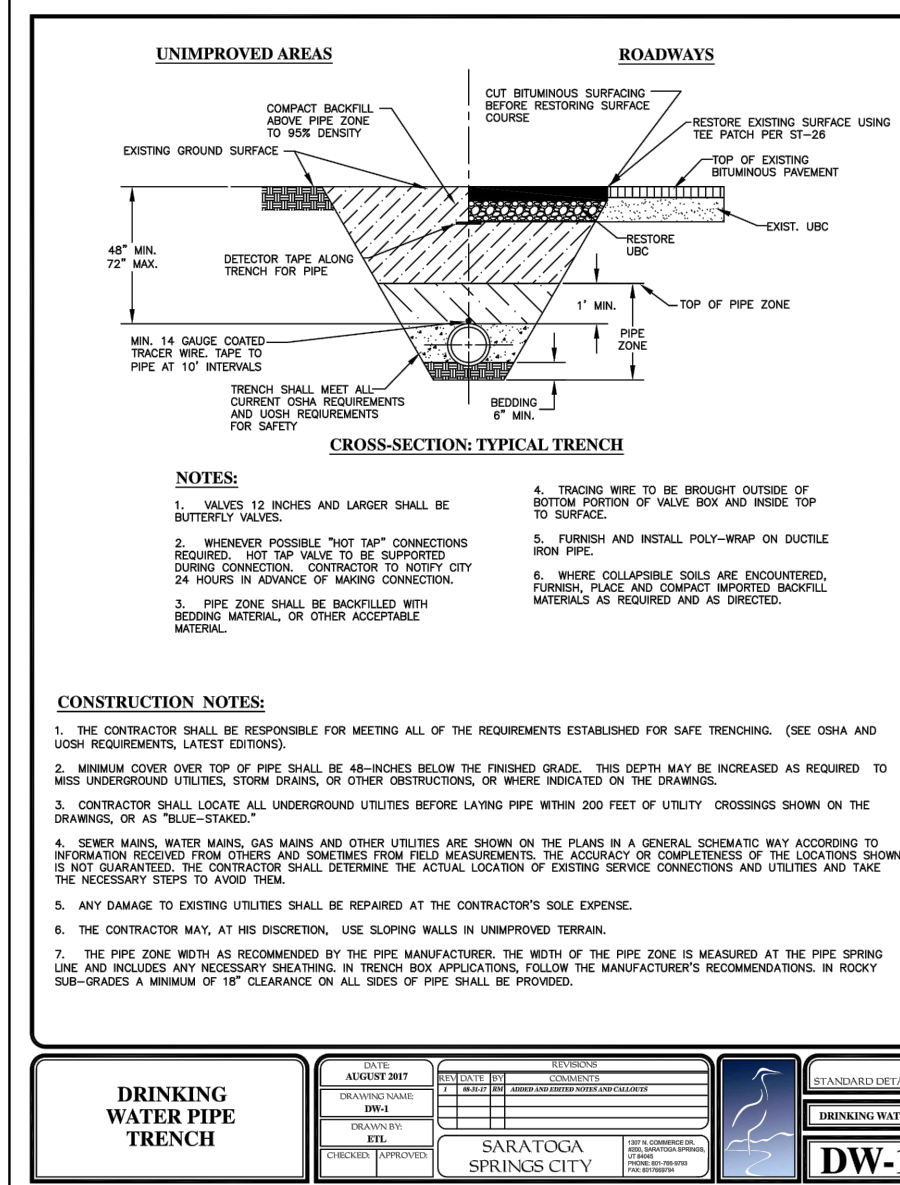 UNIMPROVED AREAS
ROADWAYS
COMPACT BACKFILL
ABOVE PIPE ZONE
TO 95% DENSITY
EXISTING GROUND SURFACE
CUT BITUMINOUS SURFACING
BEFORE RESTORING SURFACE
COURSE
RESTORE EXISTING SURFACE USING
TEE PATCH PER ST-26
TOP OF EXISTING
BITUMINOUS PAVEMENT
EXIST. UBC
RESTORE
UBC
48" MIN.
72" MAX.
DETECTOR TAPE ALONG
TRENCH FOR PIPE
1' MIN.
TOP OF PIPE ZONE
PIPE
ZONE
MIN. 14 GAUGE COATED
TRACER WIRE. TAPE TO
PIPE AT 10' INTERVALS
TRENCH SHALL MEET ALL
CURRENT OSHA REQUIREMENTS
AND UOSH REQIUREMENTS
FOR SAFETY
BEDDING
6" MIN.
CROSS-SECTION: TYPICAL TRENCH
NOTES:
1. VALVES 12 INCHES AND LARGER SHALL BE
BUTTERFLY VALVES.
2. WHENEVER POSSIBLE "HOT TAP" CONNECTIONS
REQUIRED. HOT TAP VALVE TO BE SUPPORTED
DURING CONNECTION. CONTRACTOR TO NOTIFY CITY
24 HOURS IN ADVANCE OF MAKING CONNECTION.
3. PIPE ZONE SHALL BE BACKFILLED WITH
BEDDING MATERIAL, OR OTHER ACCEPTABLE
MATERIAL.
4. TRACING WIRE TO BE BROUGHT OUTSIDE OF
BOTTOM PORTION OF VALVE BOX AND INSIDE TOP
TO SURFACE.
5. FURNISH AND INSTALL POLY-WRAP ON DUCTILE
IRON PIPE.
6. WHERE COLLAPSIBLE SOILS ARE ENCOUNTERED,
FURNISH, PLACE AND COMPACT IMPORTED BACKFILL
MATERIALS AS REQUIRED AND AS DIRECTED.
CONSTRUCTION NOTES:
1. THE CONTRACTOR SHALL BE RESPONSIBLE FOR MEETING ALL OF THE REQUIREMENTS ESTABLISHED FOR SAFE TRENCHING. (SEE OSHA AND
UOSH REQUIREMENTS, LATEST EDITIONS).
2. MINIMUM COVER OVER TOP OF PIPE SHALL BE 48-INCHES BELOW THE FINISHED GRADE. THIS DEPTH MAY BE INCREASED AS REQUIRED TO
MISS UNDERGROUND UTILITIES, STORM DRAINS, OR OTHER OBSTRUCTIONS, OR WHERE INDICATED ON THE DRAWINGS.
3. CONTRACTOR SHALL LOCATE ALL UNDERGROUND UTILITIES BEFORE LAYING PIPE WITHIN 200 FEET OF UTILITY CROSSINGS SHOWN ON THE
DRAWINGS, OR AS "BLUE-STAKED."
4. SEWER MAINS, WATER MAINS, GAS MAINS AND OTHER UTILITIES ARE SHOWN ON THE PLANS IN A GENERAL SCHEMATIC WAY ACCORDING TO
INFORMATION RECEIVED FROM OTHERS AND SOMETIMES FROM FIELD MEASUREMENTS. THE ACCURACY OR COMPLETENESS OF THE LOCATIONS SHOWN
IS NOT GUARANTEED. THE CONTRACTOR SHALL DETERMINE THE ACTUAL LOCATION OF EXISTING SERVICE CONNECTIONS AND UTILITIES AND TAKE
THE NECESSARY STEPS TO AVOID THEM.
5. ANY DAMAGE TO EXISTING UTILITIES SHALL BE REPAIRED AT THE CONTRACTOR'S SOLE EXPENSE.
6. THE CONTRACTOR MAY, AT HIS DISCRETION, USE SLOPING WALLS IN UNIMPROVED TERRAIN.
7. THE PIPE ZONE WIDTH AS RECOMMENDED BY THE PIPE MANUFACTURER. THE WIDTH OF THE PIPE ZONE IS MEASURED AT THE PIPE SPRING
LINE AND INCLUDES ANY NECESSARY SHEATHING. IN TRENCH BOX APPLICATIONS, FOLLOW THE MANUFACTURER'S RECOMMENDATIONS. IN ROCKY
SUB-GRADES A MINIMUM OF 18" CLEARANCE ON ALL SIDES OF PIPE SHALL BE PROVIDED.
DRINKING
WATER PIPE
TRENCH
DATE:
AUGUST 2017
DRAWING NAME:
DW-1
DRAWN BY:
ETL
CHECKED: APPROVED:
REVISIONS
REV DATE BY COMMENTS
1 08-31-17 RM ADDED AND EDITED NOTES AND CALLOUTS
SARATOGA
SPRINGS CITY
1307 N. COMMERCE DR.
#200, SARATOGA SPRINGS,
UT 84045
PHONE: 801-766-9793
FAX: 8017669794
STANDARD DETA
DRINKING WAT
DW-1